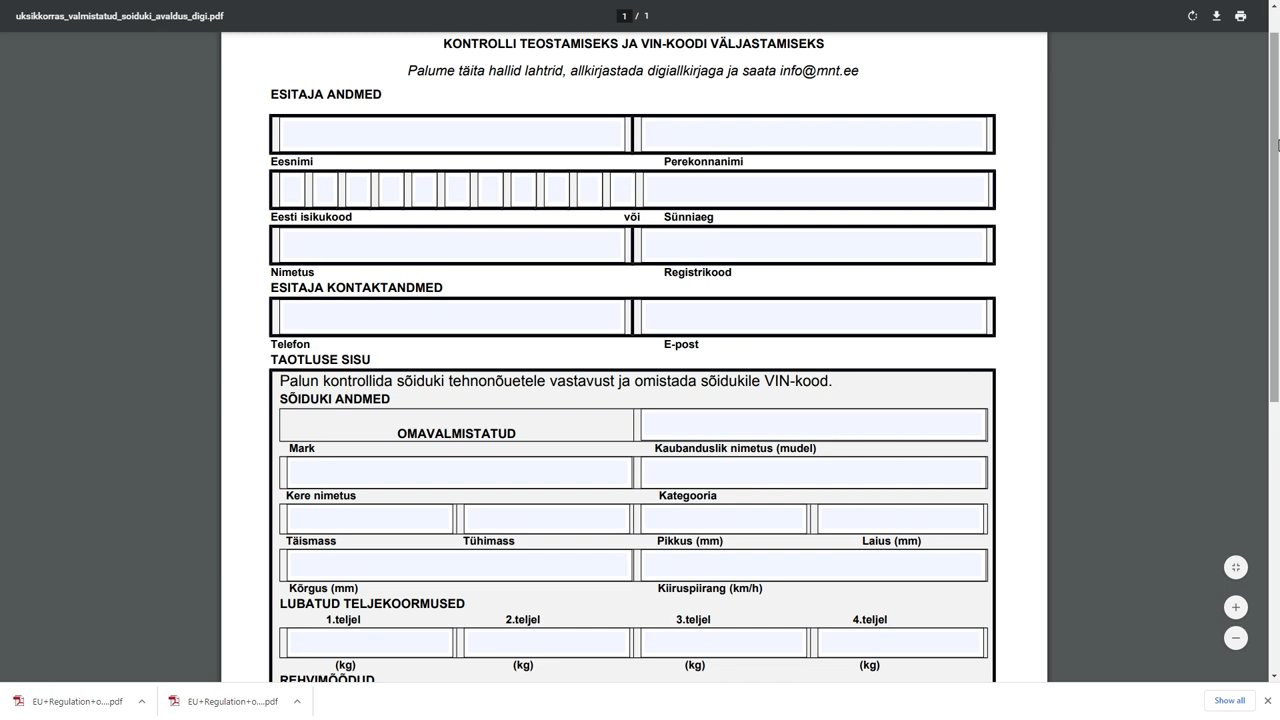 uksikkorras_valmistatud_soiduki_avaldus_digi.pdf
1 / 1
KONTROLLI TEOSTAMISEKS JA VIN-KOODI VÄLJASTAMISEKS
Palume täita hallid lahtrid, allkirjastada digiallkirjaga ja saata info@mnt.ee
ESITAJA ANDMED
Eesnimi Perekonnanimi
Eesti isikukood või Sünniaeg
Nimetus Registrikood
ESITAJA KONTAKTANDMED
Telefon E-post
TAOTLUSE SISU
Palun kontrollida sõiduki tehnonõuetele vastavust ja omistada sõidukile VIN-kood.
SÕIDUKI ANDMED
OMAVALMISTATUD
Mark Kaubanduslik nimetus (mudel)
Kere nimetus Kategooria
Täismass Tühimass Pikkus (mm) Laius (mm)
Kõrgus (mm) Kiiruspiirang (km/h)
LUBATUD TELJEKOORMUSED
1.teljel 2.teljel 3.teljel 4.teljel
(kg) (kg) (kg) (kg)
REHVIMÕÕDUD
EU+Regulation+o....pdf EU+Regulation+o....pdf Show all